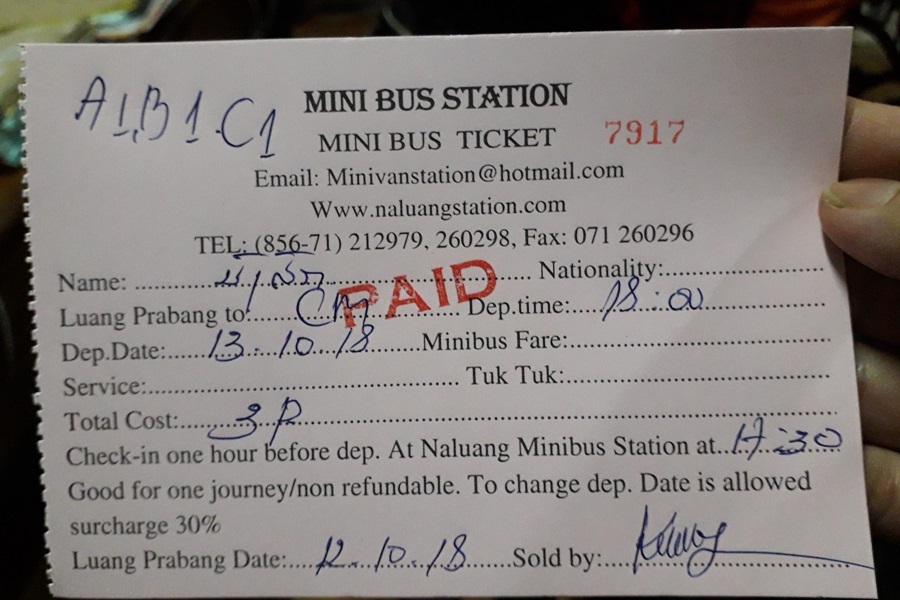 A1,B1.C1
MINI BUS STATION
MINI BUS TICKET 7917
Email: Minivanstation@hotmail.com
Www.naluangstation.com
TEL: (856-71) 212979, 260298, Fax: 071 260296
Name: Nationality:
Luang Prabang to: PAID Dep.time: 18:00
Dep.Date: 13.10.18 Minibus Fare:
Service: Tuk Tuk:
Total Cost: 3P
Check-in one hour before dep. At Naluang Minibus Station at 17:30
Good for one journey/non refundable. To change dep. Date is allowed
surcharge 30%
Luang Prabang Date: 12.10.18 Sold by: